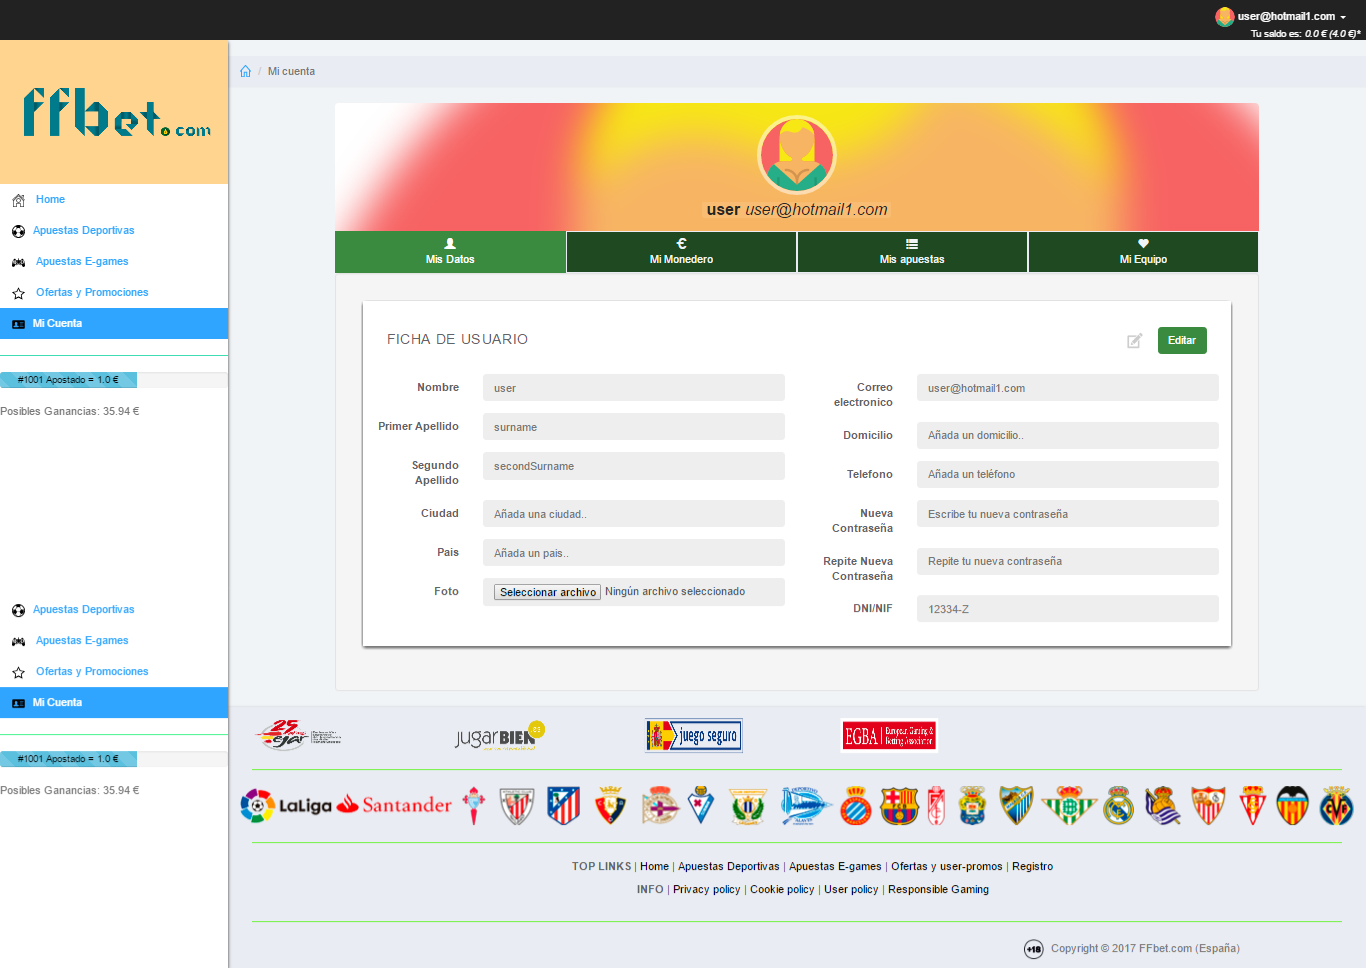 user@hotmail1.com
Tu saldo es: 0.0 € (4.0 €)*
ffbet.com
Home
Apuestas Deportivas
Apuestas E-games
Ofertas y Promociones
Mi Cuenta
#1001 Apostado = 1.0 €
Posibles Ganancias: 35.94 €
Apuestas Deportivas
Apuestas E-games
Ofertas y Promociones
Mi Cuenta
#1001 Apostado = 1.0 €
Posibles Ganancias: 35.94 €
/ Mi cuenta
user user@hotmail1.com
Mis Datos
€
Mi Monedero
Mis apuestas
Mi Equipo
FICHA DE USUARIO
Editar
Nombre
user
Primer Apellido
surname
Segundo
Apellido
secondSurname
Ciudad
Añada una ciudad..
Pais
Añada un pais..
Foto
Seleccionar archivo Ningún archivo seleccionado
Correo
electronico
user@hotmail1.com
Domicilio
Añada un domicilio..
Telefono
Añada un teléfono
Nueva
Contraseña
Escribe tu nueva contraseña
Repite Nueva
Contraseña
Repite tu nueva contraseña
DNI/NIF
12334-Z
25
ejar
jugarBIEN
.es
juego seguro
EGBA
European Gaming &
Betting Association
LaLiga Santander
TOP LINKS | Home | Apuestas Deportivas | Apuestas E-games | Ofertas y user-promos | Registro
INFO | Privacy policy | Cookie policy | User policy | Responsible Gaming
+18
Copyright © 2017 FFbet.com (España)